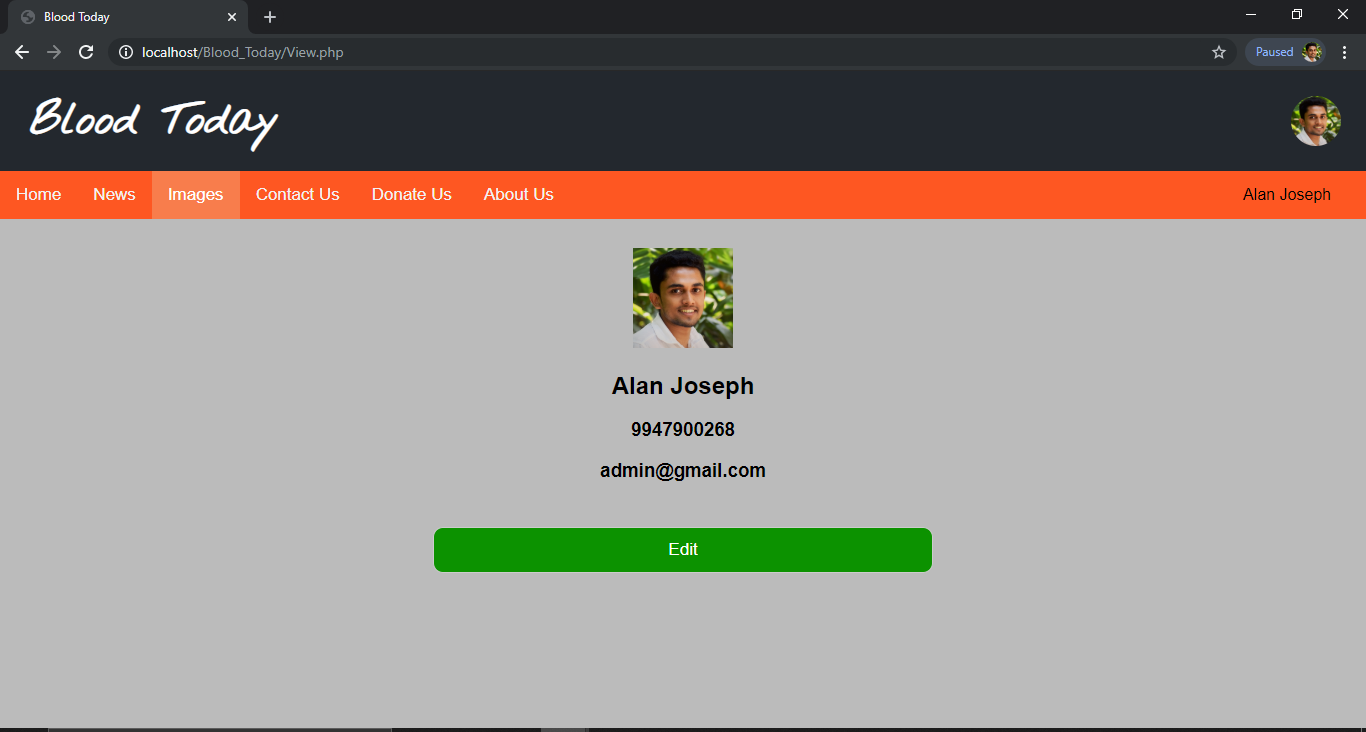 Blood Today
localhost/Blood_Today/View.php
Paused
Blood Today
Home News Images Contact Us Donate Us About Us Alan Joseph
Alan Joseph
9947900268
admin@gmail.com
Edit